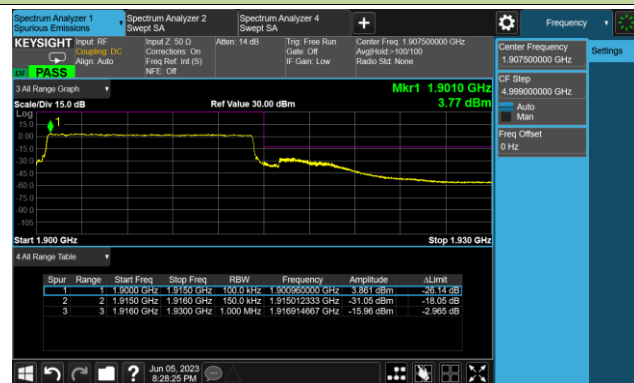 Spectrum Analyzer 1
Spurious Emissions
Spectrum Analyzer 2
Swept SA
Spectrum Analyzer 4
Swept SA
Frequency
KEYSIGHT
Input: RF
Coupling: DC
Align: Auto
Input Z: 50 Ω
Corrections: On
Freq Ref: Int (S)
NFE: Off
Atten: 14 dB
Trig: Free Run
Gate: Off
IF Gain: Low
Center Freq: 1.907500000 GHz
Avg|Hold:>100/100
Radio Std: None
PASS
Center Frequency
1.907500000 GHz
Settings
CF Step
4.999000000 GHz
Auto
Man
Freq Offset
0 Hz
3 All Range Graph
Mkr1 1.9010 GHz
3.77 dBm
Scale/Div 15.0 dB
Ref Value 30.00 dBm
Log
15.0
0.00
-15.0
-30.0
-45.0
-60.0
-75.0
-90.0
-105
1
Start 1.900 GHz
Stop 1.930 GHz
4 All Range Table
Spur Range Start Freq Stop Freq RBW Frequency Amplitude ΔLimit
1 1 1.9000 GHz 1.9150 GHz 100.0 kHz 1.900960000 GHz 3.861 dBm -26.14 dB
2 2 1.9150 GHz 1.9160 GHz 150.0 kHz 1.915012333 GHz -31.05 dBm -18.05 dB
3 3 1.9160 GHz 1.9300 GHz 1.000 MHz 1.916914667 GHz -15.96 dBm -2.965 dB
Jun 05, 2023
8:28:25 PM